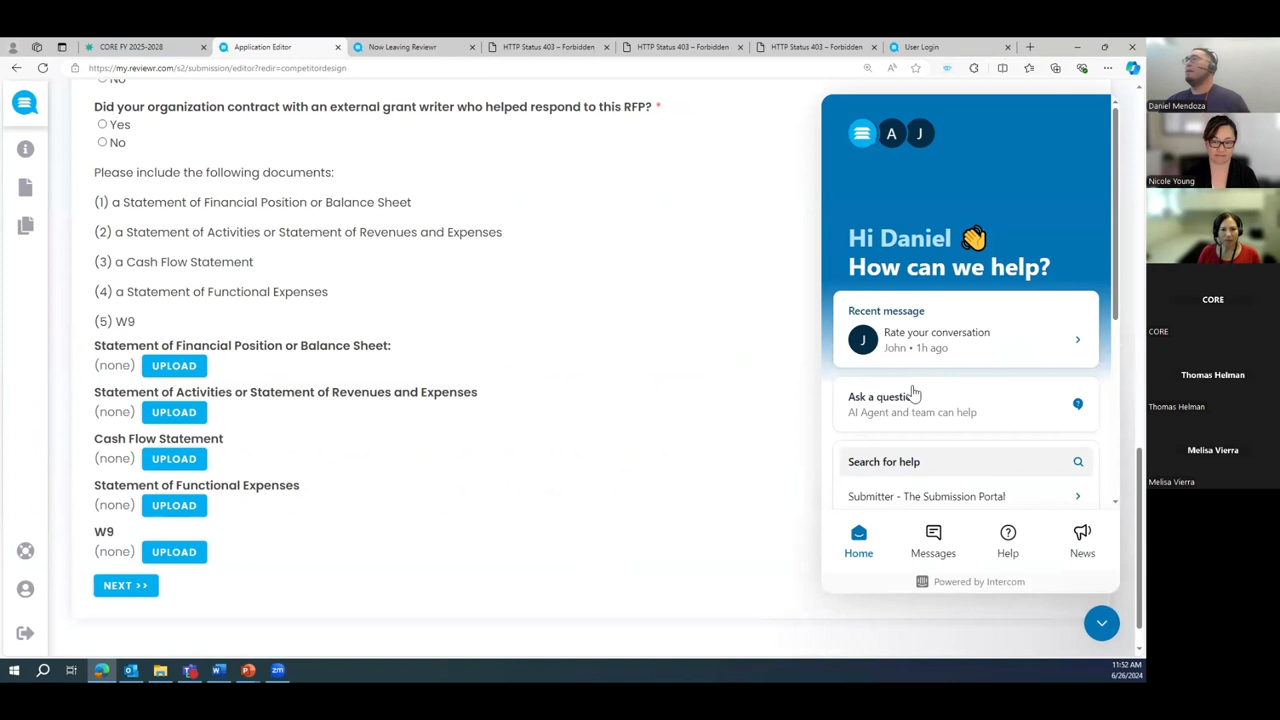 CORE FY 2025-2028
Application Editor
Now Leaving Reviewr
HTTP Status 403 – Forbidden
HTTP Status 403 – Forbidden
HTTP Status 403 – Forbidden
User Login
https://my.reviewr.com/s2/submission/editor?redir=competitordesign
No
Did your organization contract with an external grant writer who helped respond to this RFP? *
Yes
No
Please include the following documents:
(1) a Statement of Financial Position or Balance Sheet
(2) a Statement of Activities or Statement of Revenues and Expenses
(3) a Cash Flow Statement
(4) a Statement of Functional Expenses
(5) W9
Statement of Financial Position or Balance Sheet:
(none) UPLOAD
Statement of Activities or Statement of Revenues and Expenses
(none) UPLOAD
Cash Flow Statement
(none) UPLOAD
Statement of Functional Expenses
(none) UPLOAD
W9
(none) UPLOAD
NEXT >>
A J
Hi Daniel 👋
How can we help?
Recent message
J
Rate your conversation
John • 1h ago
Ask a question
AI Agent and team can help
Search for help
Submitter - The Submission Portal
Home
Messages
Help
News
Powered by Intercom
Daniel Mendoza
Nicole Young
CORE
CORE
Thomas Helman
Thomas Helman
Melisa Vierra
Melisa Vierra
11:52 AM
6/26/2024